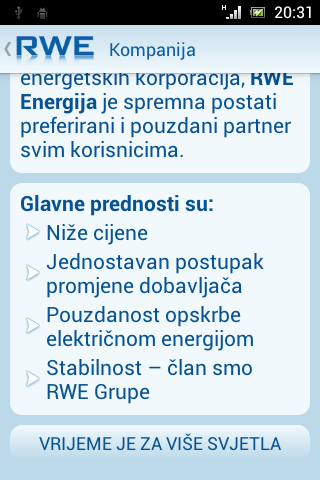 H 20:31
RWE Kompanija
energetskih korporacija, RWE
Energija je spremna postati
preferirani i pouzdani partner
svim korisnicima.
Glavne prednosti su:
Niže cijene
Jednostavan postupak
promjene dobavljača
Pouzdanost opskrbe
električnom energijom
Stabilnost – član smo
RWE Grupe
VRIJEME JE ZA VIŠE SVJETLA